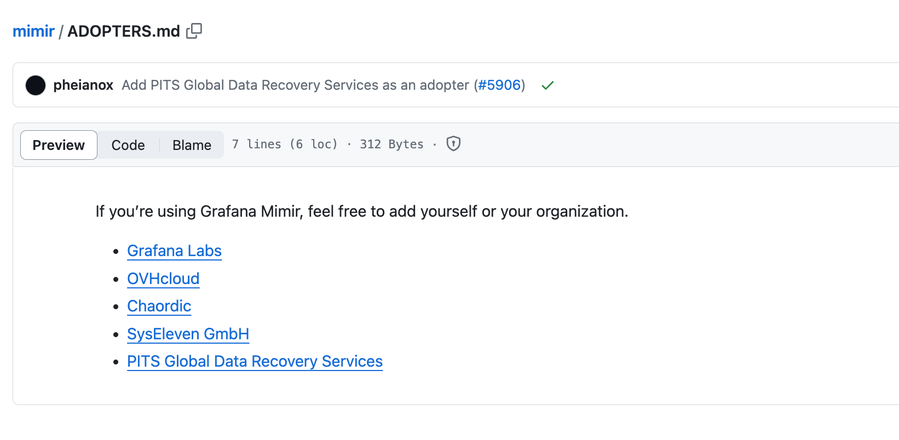 mimir / ADOPTERS.md
pheianox Add PITS Global Data Recovery Services as an adopter (#5906)
Preview Code Blame 7 lines (6 loc) · 312 Bytes ·
If you’re using Grafana Mimir, feel free to add yourself or your organization.
• Grafana Labs
• OVHcloud
• Chaordic
• SysEleven GmbH
• PITS Global Data Recovery Services